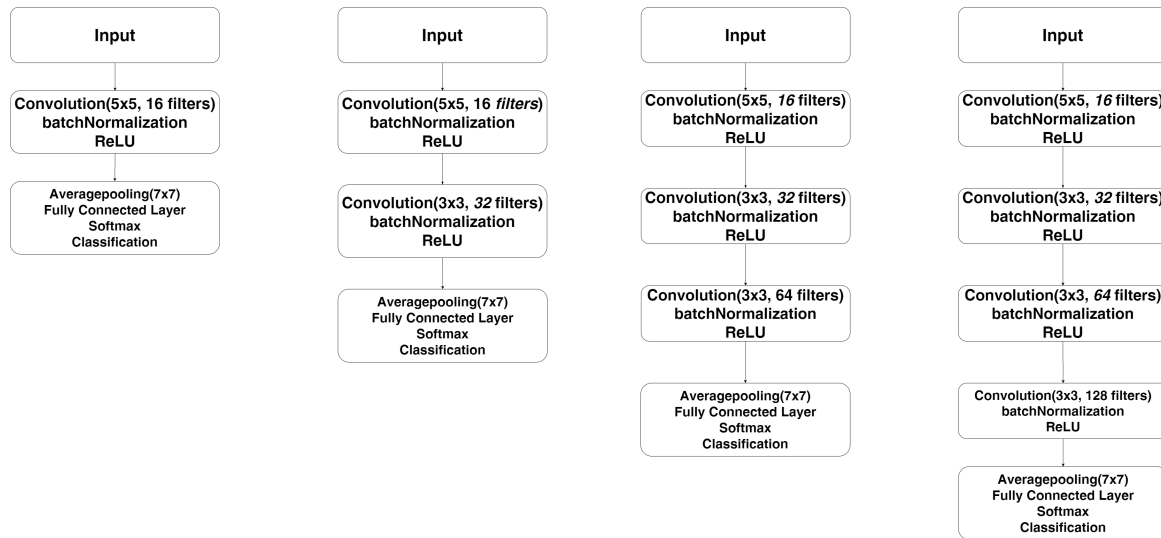 Input
Convolution(5x5, 16 filters)
batchNormalization
ReLU
Averagepooling(7x7)
Fully Connected Layer
Softmax
Classification
Input
Convolution(5x5, 16 filters)
batchNormalization
ReLU
Convolution(3x3, 32 filters)
batchNormalization
ReLU
Averagepooling(7x7)
Fully Connected Layer
Softmax
Classification
Input
Convolution(5x5, 16 filters)
batchNormalization
ReLU
Convolution(3x3, 32 filters)
batchNormalization
ReLU
Convolution(3x3, 64 filters)
batchNormalization
ReLU
Averagepooling(7x7)
Fully Connected Layer
Softmax
Classification
Input
Convolution(5x5, 16 filters)
batchNormalization
ReLU
Convolution(3x3, 32 filters)
batchNormalization
ReLU
Convolution(3x3, 64 filters)
batchNormalization
ReLU
Convolution(3x3, 128 filters)
batchNormalization
ReLU
Averagepooling(7x7)
Fully Connected Layer
Softmax
Classification